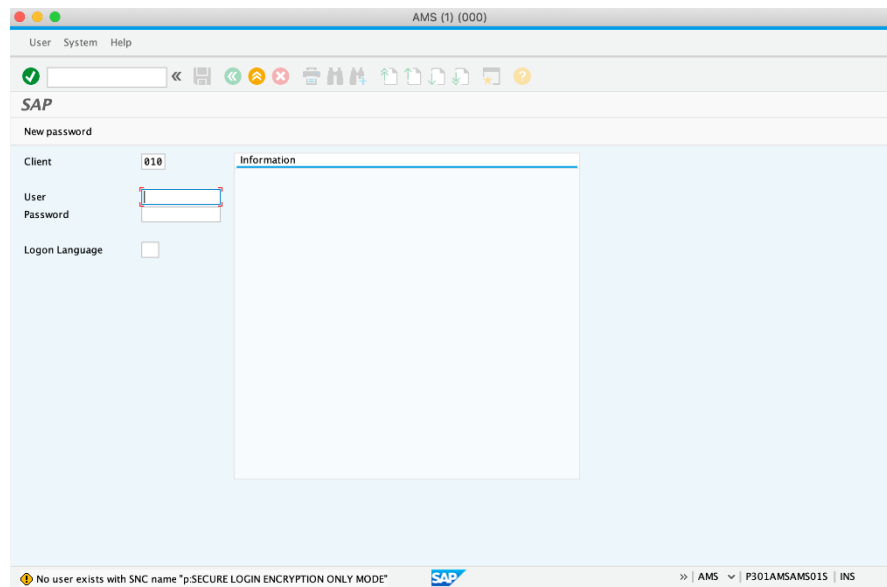 AMS (1) (000)
User System Help
SAP
New password
Client 010
Information
User
Password
Logon Language
No user exists with SNC name "p:SECURE LOGIN ENCRYPTION ONLY MODE"
SAP
» | AMS | P301AMSAMS01S | INS